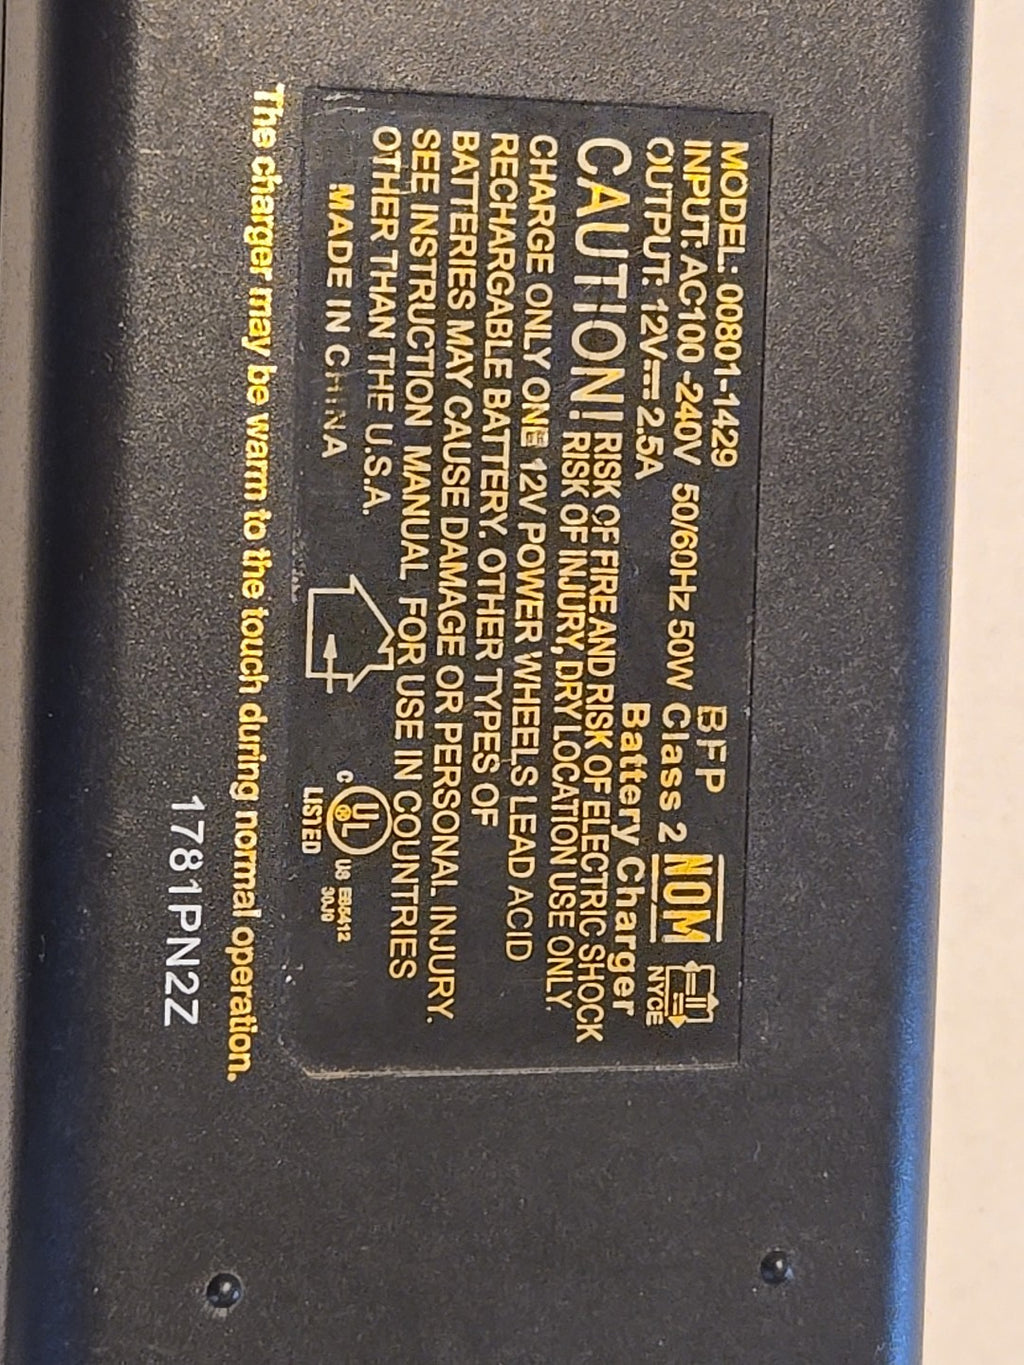 MODEL: 00801-1429 BFP
INPUT: AC100-240V 50/60Hz 50W Class 2 NOM NYCE
OUTPUT: 12V⎓2.5A Battery Charger
CAUTION! RISK OF FIRE AND RISK OF ELECTRIC SHOCK
RISK OF INJURY, DRY LOCATION USE ONLY.
CHARGE ONLY ONE 12V POWER WHEELS LEAD ACID
RECHARGABLE BATTERY. OTHER TYPES OF
BATTERIES MAY CAUSE DAMAGE OR PERSONAL INJURY.
SEE INSTRUCTION MANUAL FOR USE IN COUNTRIES
OTHER THAN THE U.S.A.
MADE IN CHINA
C UL ® US
LISTED
30J0
The charger may be warm to the touch during normal operation.
1781PN2Z